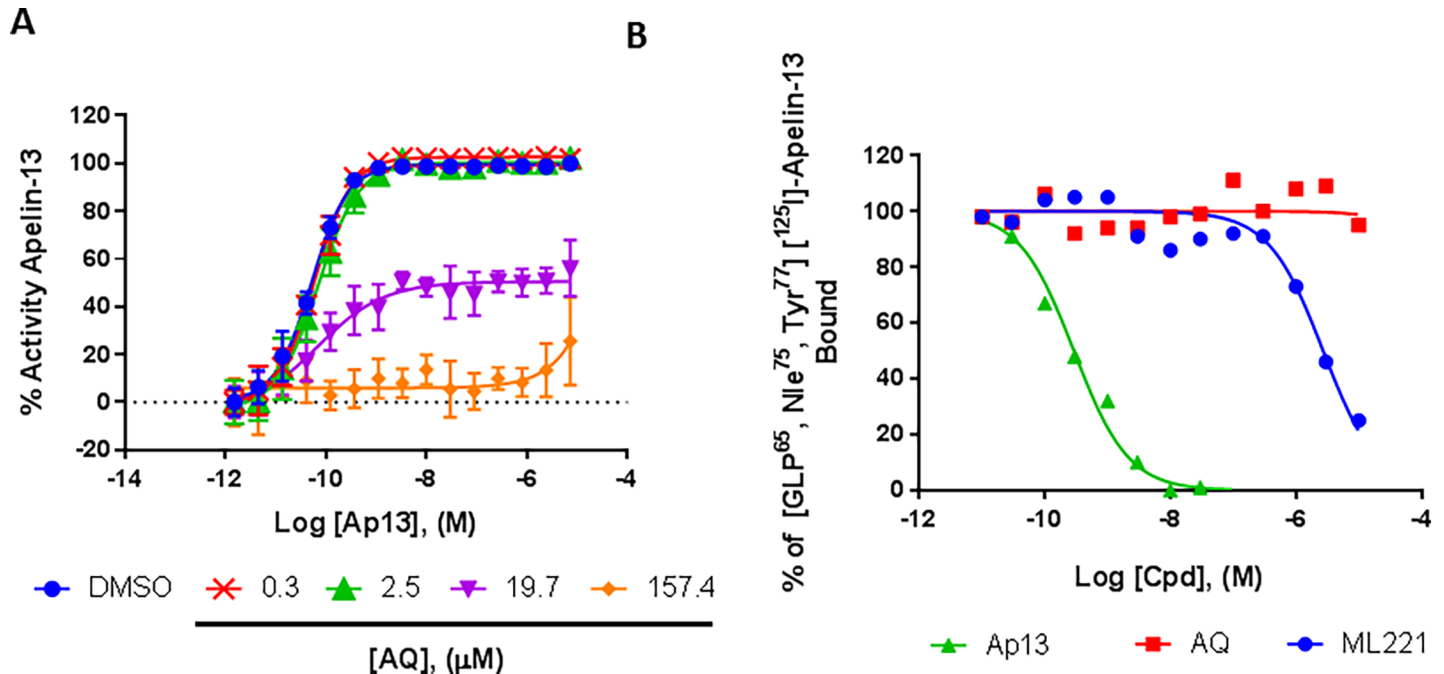 A
B
% Activity Apelin-13
120
100
80
60
40
20
0
-20
-14 -12 -10 -8 -6 -4
Log [Ap13], (M)
DMSO 0.3 2.5 19.7 157.4
[AQ], (μM)
% of [GLP⁶⁵, Nle⁷⁵, Tyr⁷⁷] [¹²⁵I]-Apelin-13
Bound
120
100
80
60
40
20
0
-12 -10 -8 -6 -4
Log [Cpd], (M)
Ap13 AQ ML221